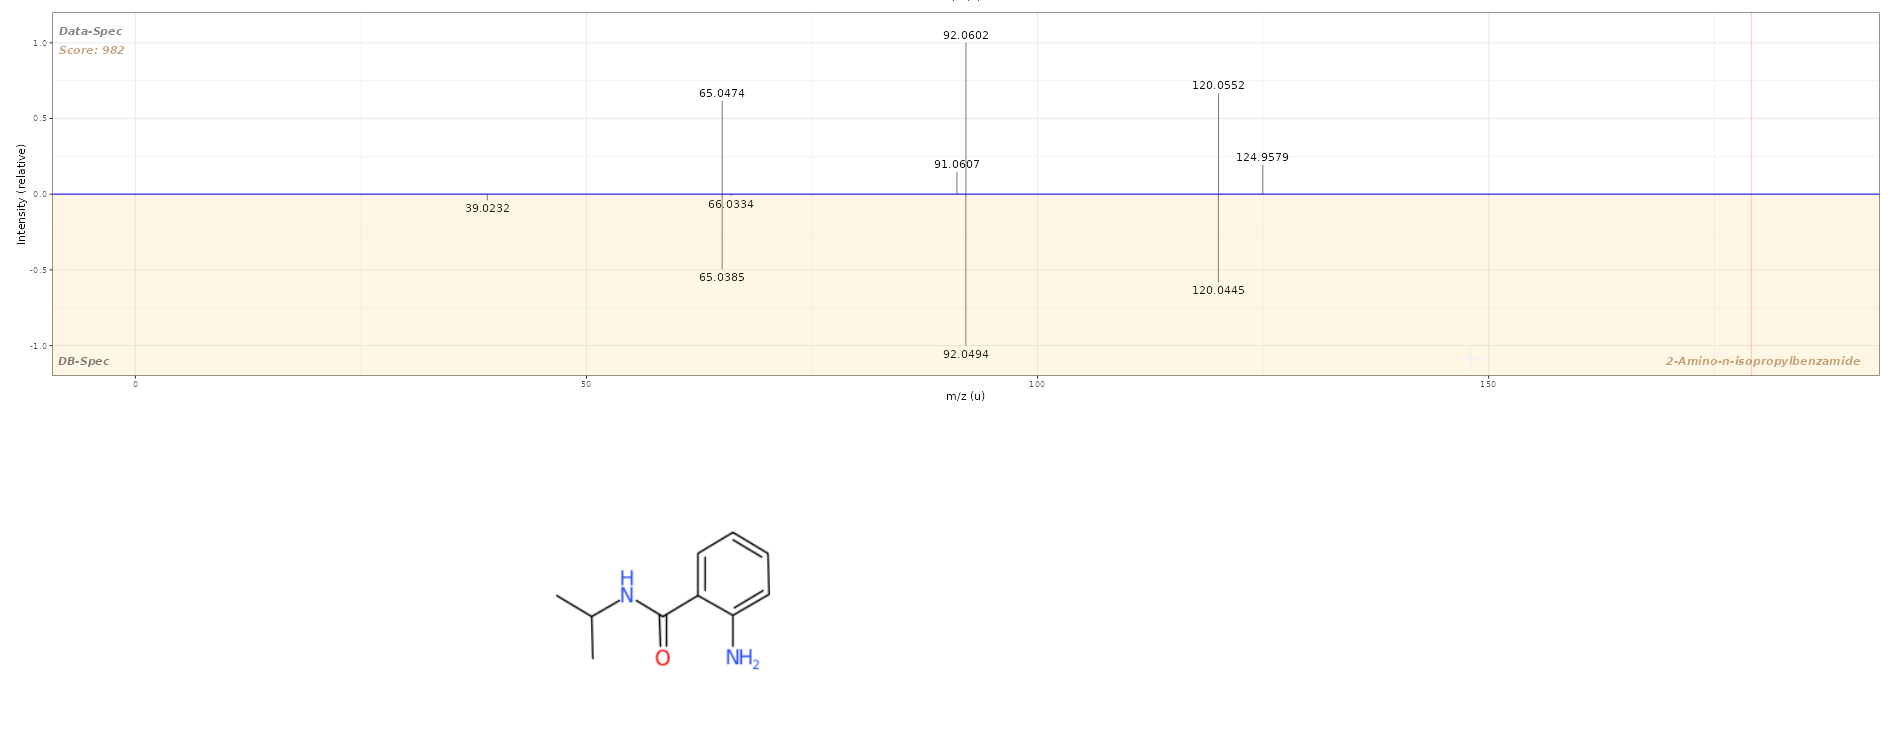 Data-Spec
Score: 982
92.0602
65.0474
120.0552
91.0607
124.9579
39.0232
66.0334
65.0385
120.0445
92.0494
DB-Spec
2-Amino-n-isopropylbenzamide
Intensity (relative)
1.0
0.5
0.0
-0.5
-1.0
0
50
100
150
m/z (u)
H
N
O
NH2